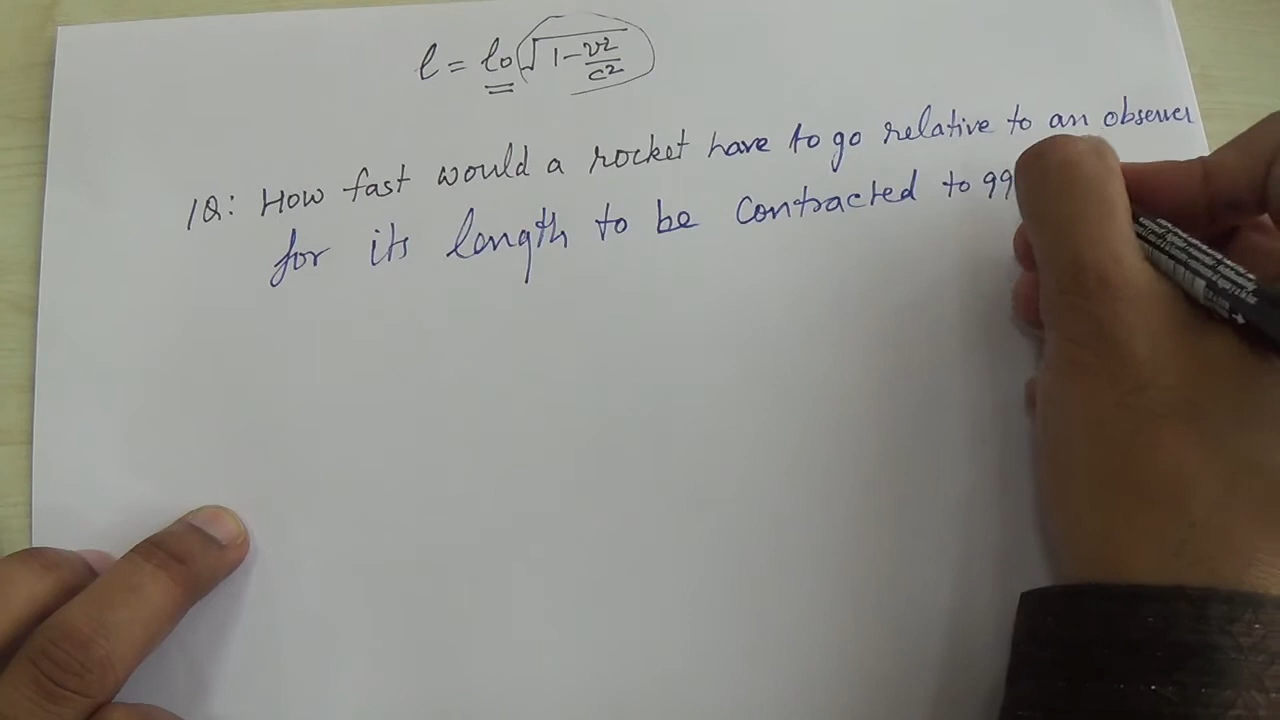 l = l0 √1-v2/c2
1Q: How fast would a rocket have to go relative to an observer
for its length to be contracted to 99